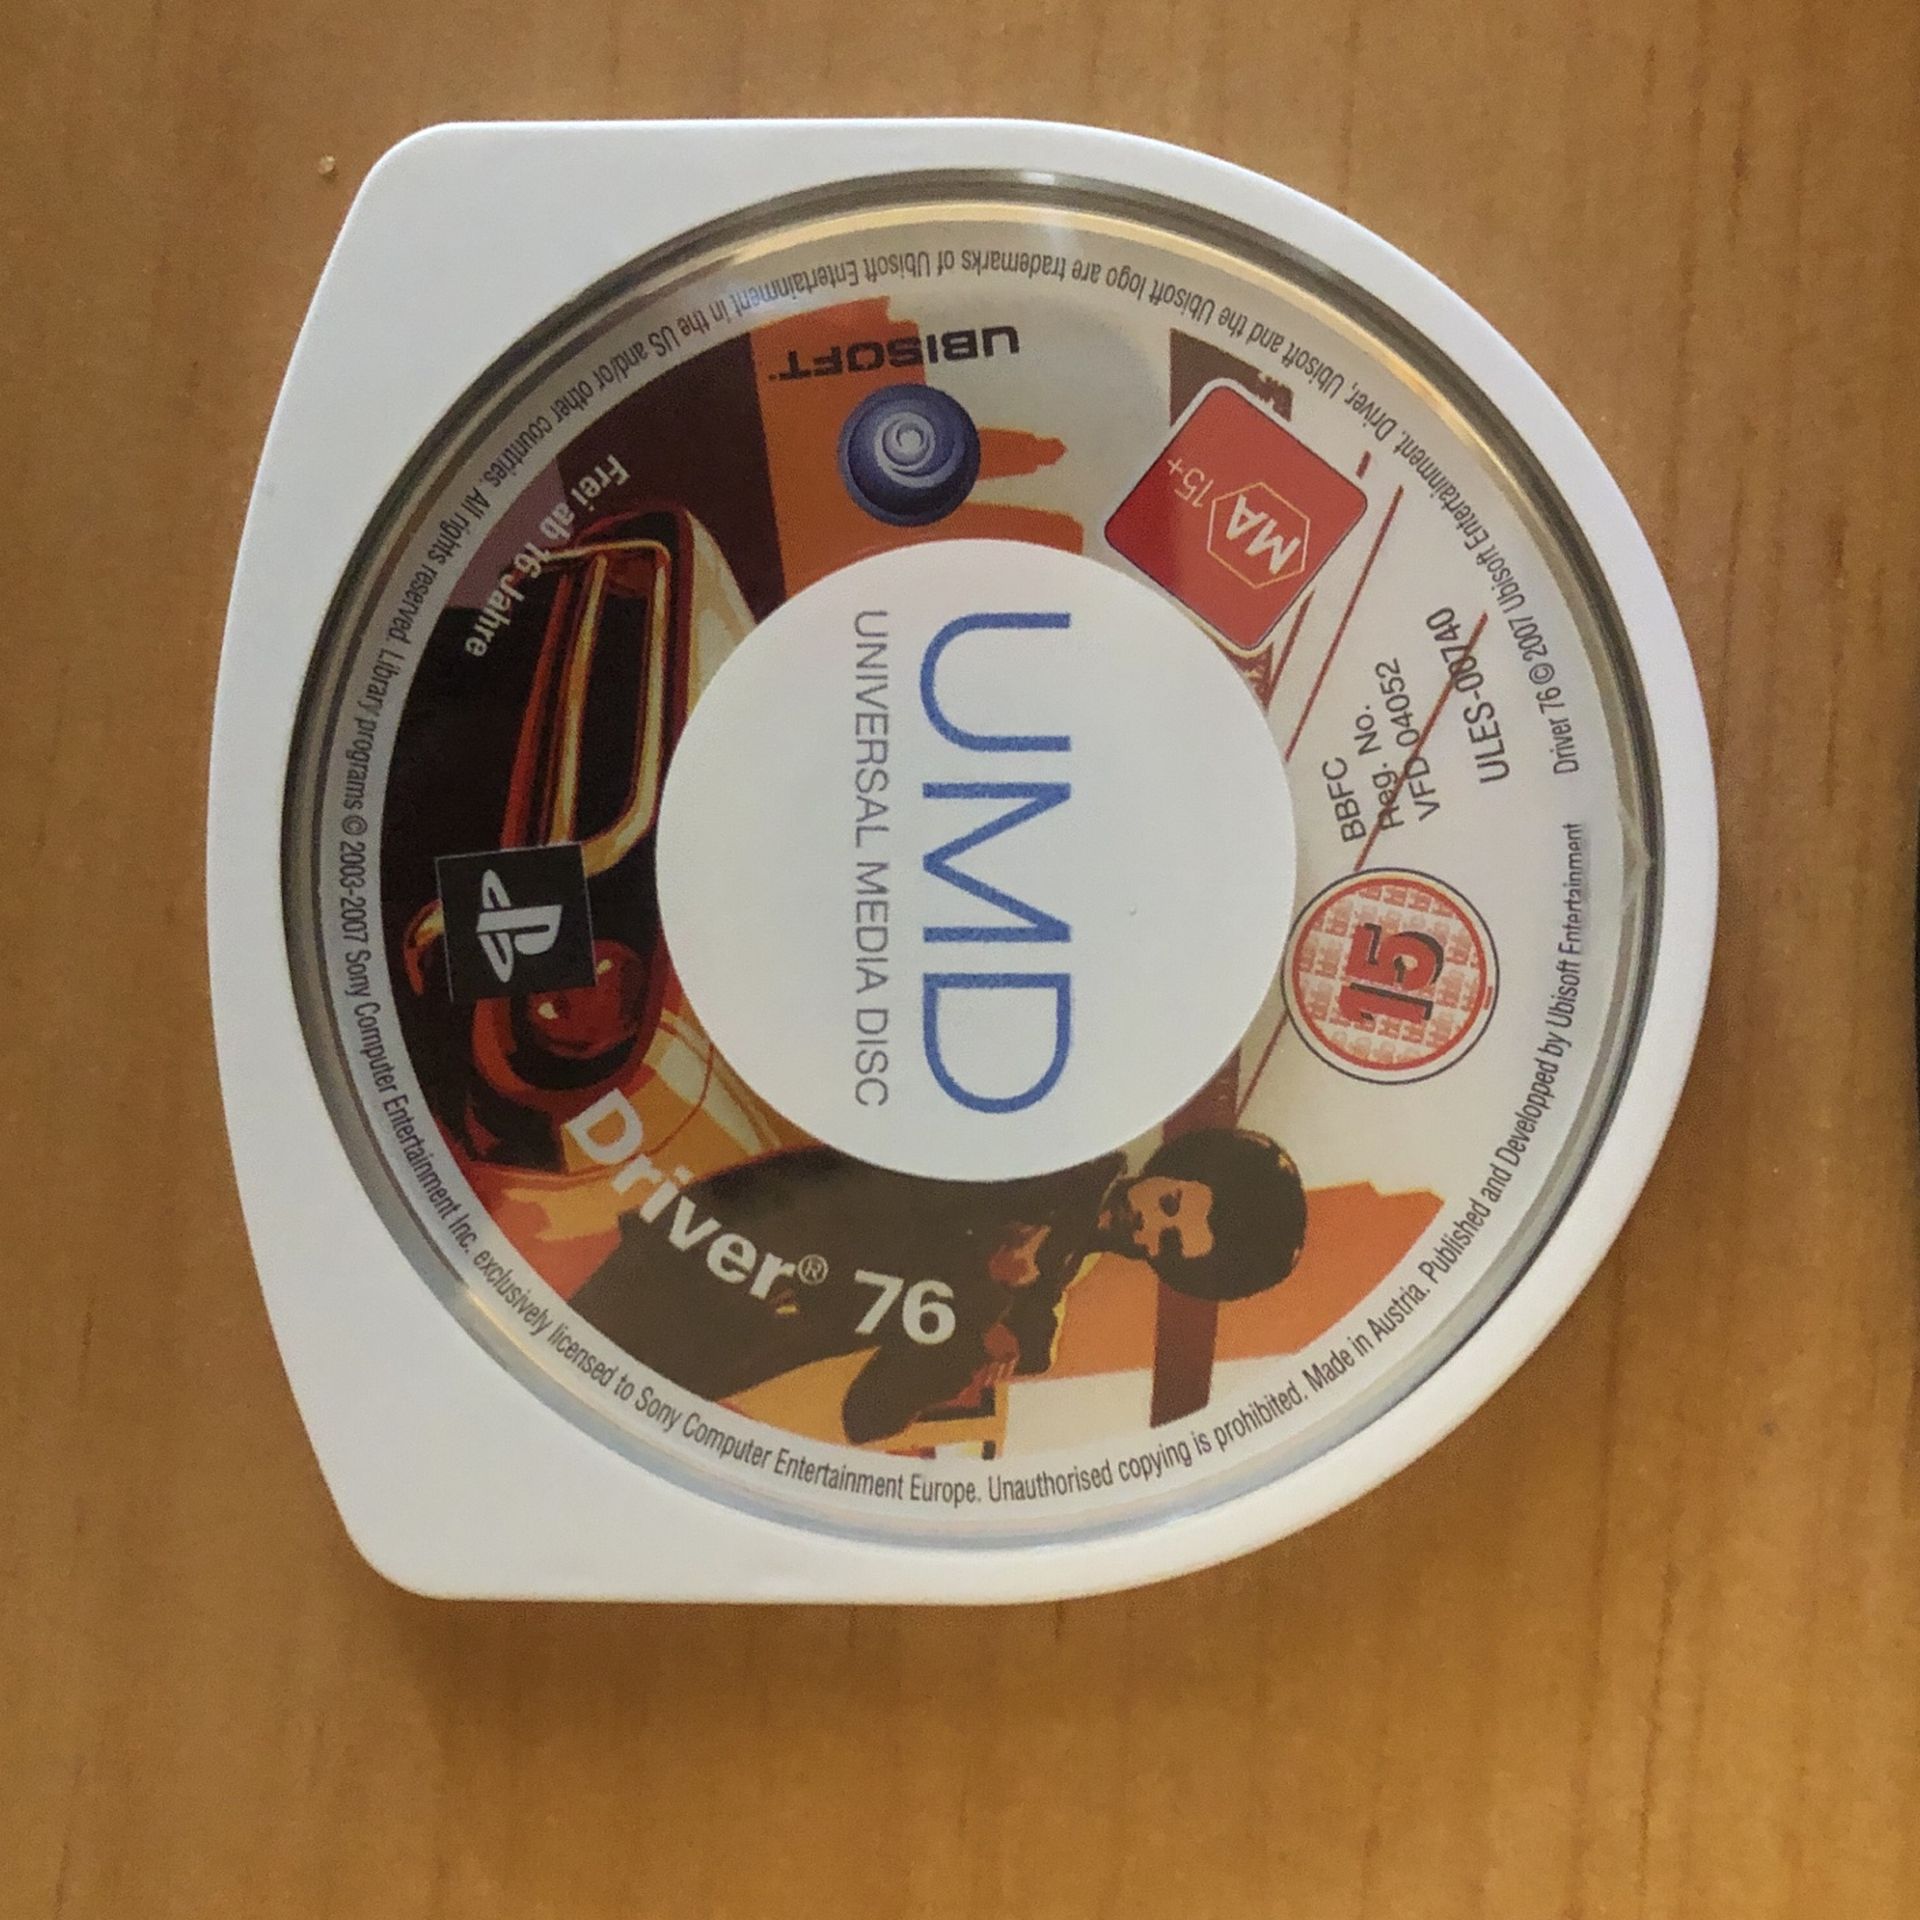 UMD
UNIVERSAL MEDIA DISC
UBISOFT
MA 15+
BBFC
Reg. No.
VFD 04052
ULES-00740
15
Frei ab 16 Jahre
Driver® 76
Driver 76 © 2007 Ubisoft Entertainment. Driver, Ubisoft and the Ubisoft logo are trademarks of Ubisoft Entertainment in the US and/or other countries. All rights reserved. Library programs © 2003-2007 Sony Computer Entertainment Inc. exclusively licensed to Sony Computer Entertainment Europe. Unauthorised copying is prohibited. Made in Austria. Published and Developped by Ubisoft Entertainment